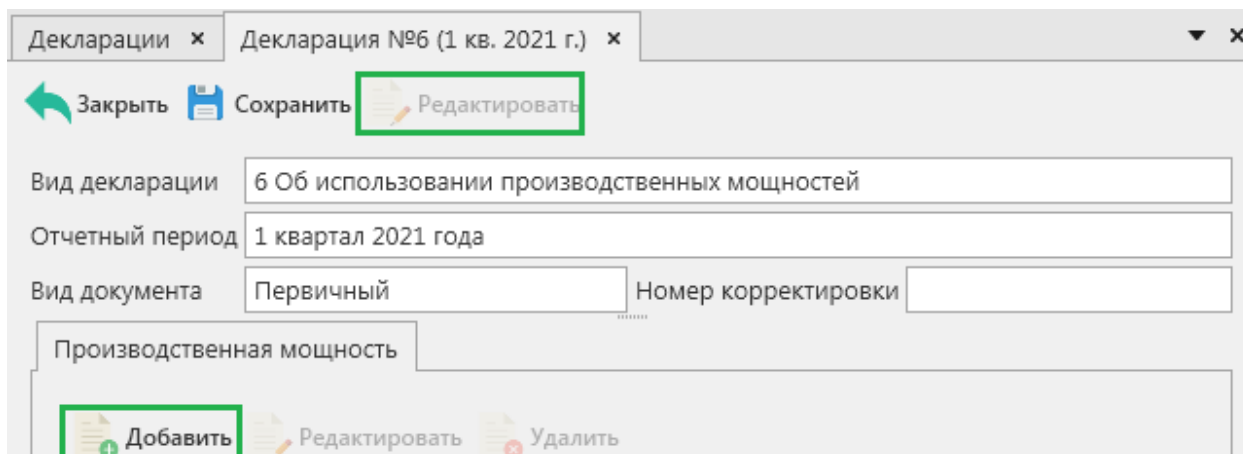 Декларации × Декларация №6 (1 кв. 2021 г.) ×
Закрыть Сохранить Редактировать
Вид декларации 6 Об использовании производственных мощностей
Отчетный период 1 квартал 2021 года
Вид документа Первичный Номер корректировки
Производственная мощность
Добавить Редактировать Удалить